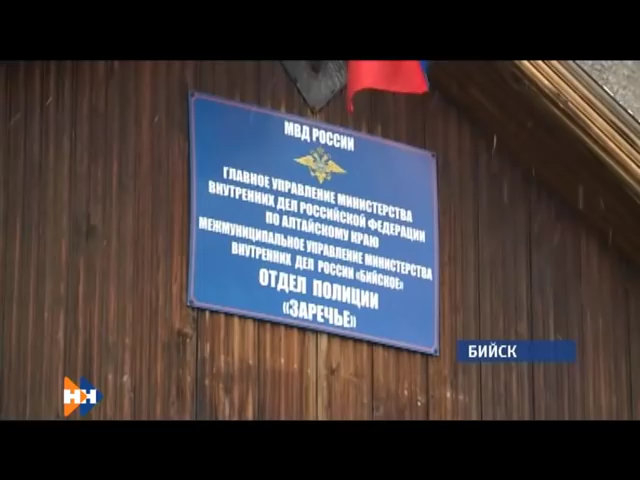 МВД РОССИИ
ГЛАВНОЕ УПРАВЛЕНИЕ МИНИСТЕРСТВА
ВНУТРЕННИХ ДЕЛ РОССИЙСКОЙ ФЕДЕРАЦИИ
ПО АЛТАЙСКОМУ КРАЮ
МЕЖМУНИЦИПАЛЬНОЕ УПРАВЛЕНИЕ МИНИСТЕРСТВА
ВНУТРЕННИХ ДЕЛ РОССИИ «БИЙСКОЕ»
ОТДЕЛ ПОЛИЦИИ
«ЗАРЕЧЬЕ»
БИЙСК
НН